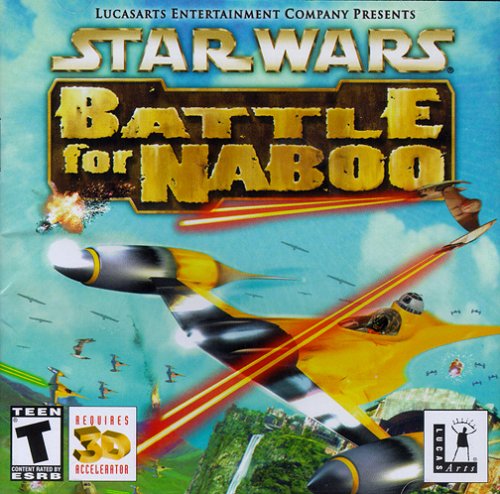 LUCASARTS ENTERTAINMENT COMPANY PRESENTS
STAR WARS®
BATTLE
for NABOO
TEEN
T
CONTENT RATED BY
ESRB
REQUIRES
3D
ACCELERATOR
LUCAS
Arts